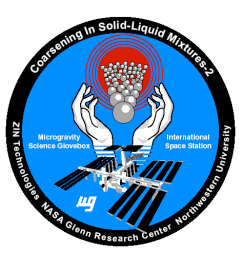 Coarsening In Solid-Liquid Mixtures-2
Microgravity
Science Glovebox
International
Space Station
µg
ZIN Technologies NASA Glenn Research Center Northwestern University